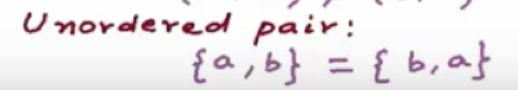 Unordered pair:
{a,b} = { b,a}